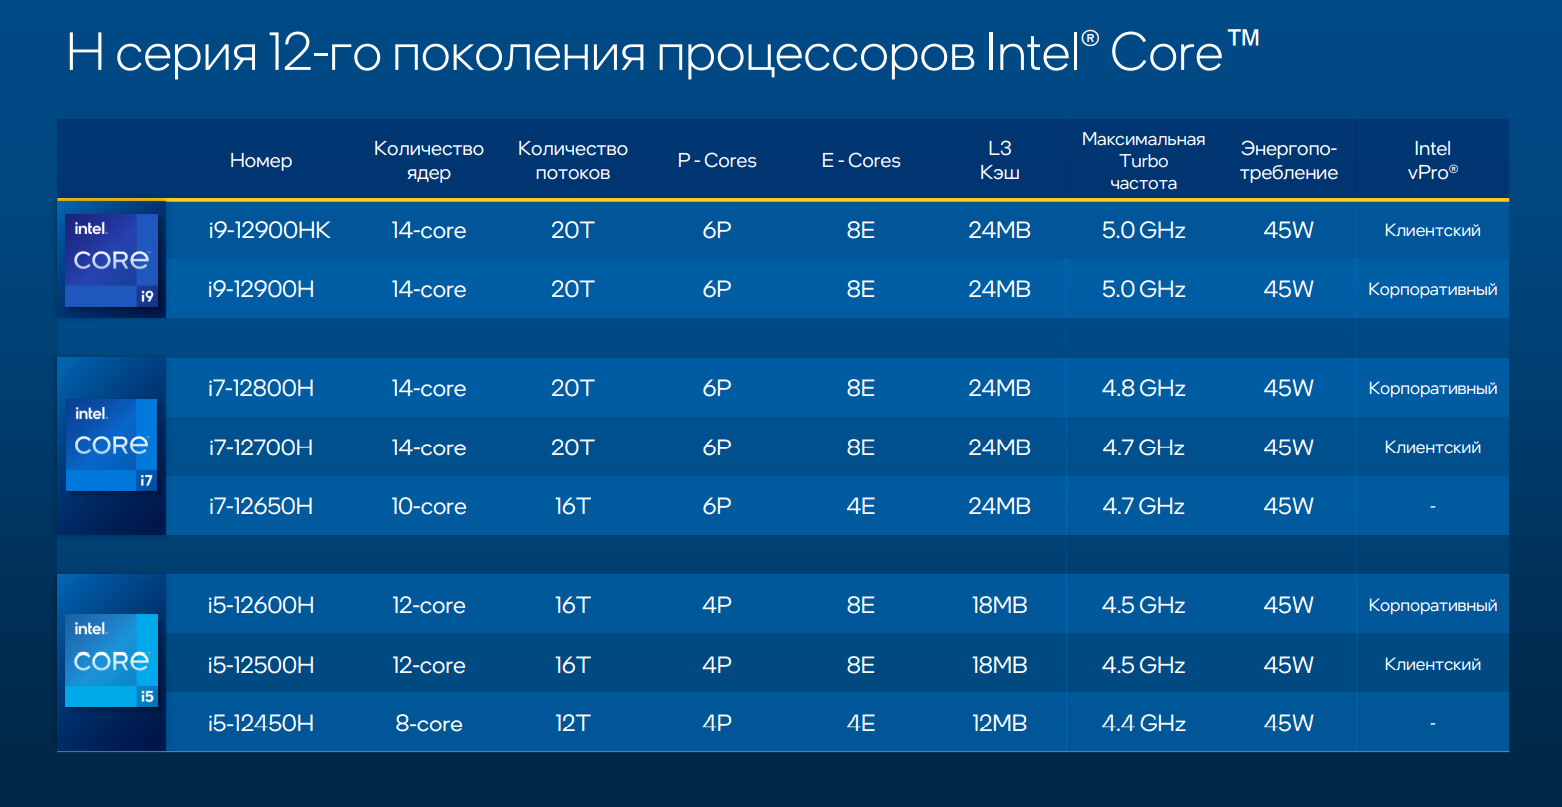 H серия 12-го поколения процессоров Intel® Core™
Номер Количество ядер Количество потоков P - Cores E - Cores L3 Кэш Максимальная Turbo частота Энергопо-требление Intel vPro®
intel. CORE i9
i9-12900HK 14-core 20T 6P 8E 24MB 5.0 GHz 45W Клиентский
i9-12900H 14-core 20T 6P 8E 24MB 5.0 GHz 45W Корпоративный
intel. CORE i7
i7-12800H 14-core 20T 6P 8E 24MB 4.8 GHz 45W Корпоративный
i7-12700H 14-core 20T 6P 8E 24MB 4.7 GHz 45W Клиентский
i7-12650H 10-core 16T 6P 4E 24MB 4.7 GHz 45W -
intel. CORE i5
i5-12600H 12-core 16T 4P 8E 18MB 4.5 GHz 45W Корпоративный
i5-12500H 12-core 16T 4P 8E 18MB 4.5 GHz 45W Клиентский
i5-12450H 8-core 12T 4P 4E 12MB 4.4 GHz 45W -